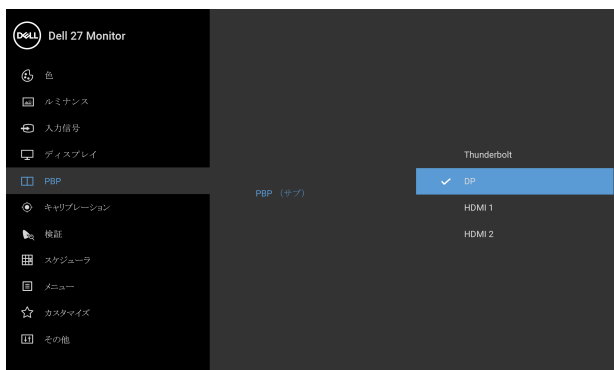 DELL
Dell 27 Monitor
色
ルミナンス
入力信号
ディスプレイ
PBP
キャリブレーション
検証
スケジューラ
メニュー
カスタマイズ
その他
PBP （サブ）
Thunderbolt
DP
HDMI 1
HDMI 2